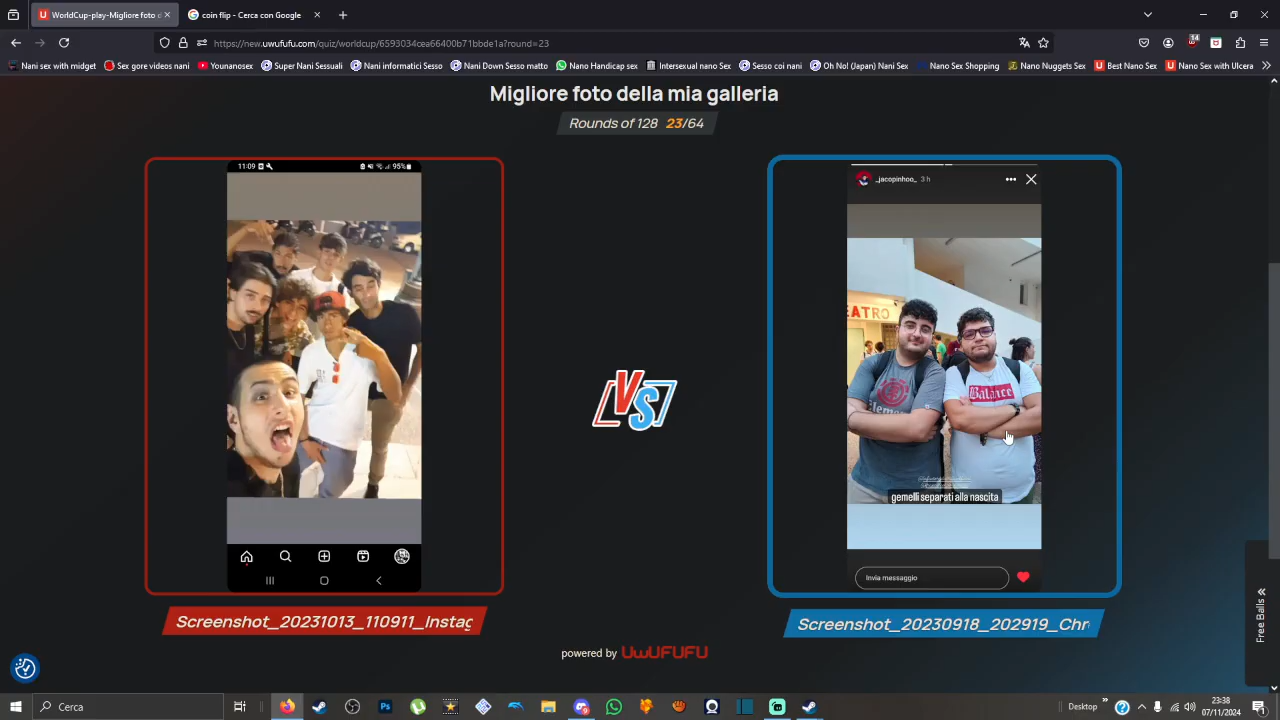 WorldCup-play-Migliore foto d
coin flip - Cerca con Google
https://new.uwufufu.com/quiz/worldcup/6593034cea66400b71bbde1a?round=23
14
Nani sex with midget
Sex gore videos nani
Younanosex
Super Nani Sessuali
Nani informatici Sesso
Nani Down Sesso matto
Nano Handicap sex
Intersexual nano Sex
Sesso coi nani
Oh No! (Japan) Nani Sex
Nano Sex Shopping
Nano Nuggets Sex
Best Nano Sex
Nano Sex with Ulcera
Migliore foto della mia galleria
Rounds of 128 23/64
11:09
95%
_jacopinhoo_ 3 h
EATRO
Element
Balance
gemelli separati alla nascita
VS
Invia messaggio
Screenshot_20231013_110911_Instag
Screenshot_20230918_202919_Chr
powered by UWUFUFU
Free Balls
Cerca
Desktop
23:38
07/11/2024